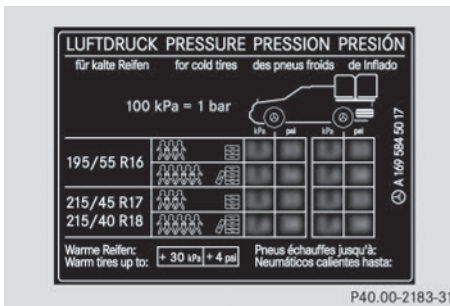 LUFTDRUCK PRESSURE PRESSION PRESIÓN
für kalte Reifen for cold tires des pneus froids de Inflado
100 kPa = 1 bar
kPa psi kPa psi
195/55 R16
215/45 R17
215/40 R18
Warme Reifen: Pneus échauffes jusqu'à:
Warm tires up to: + 30 kPa + 4 psi Neumáticos calientes hasta:
A 169 584 50 17
P40.00-2183-31